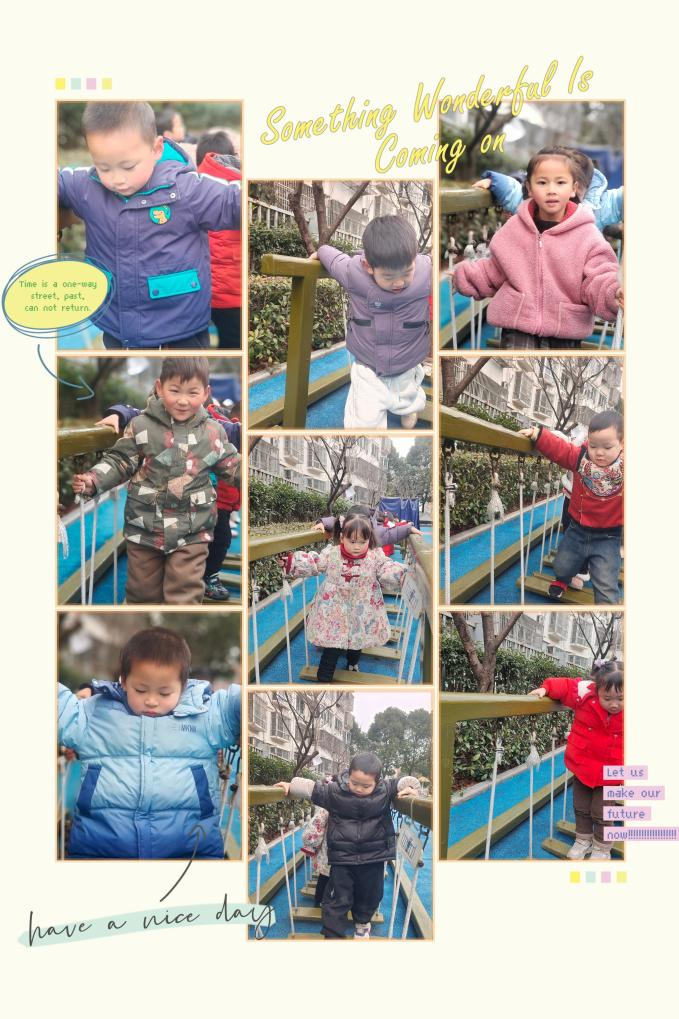 Something Wonderful Is
Coming on
Time is a one-way
street, past,
can not return.
Let us
make our
future
now!!!!!!!!!!!!!!!!
have a nice day